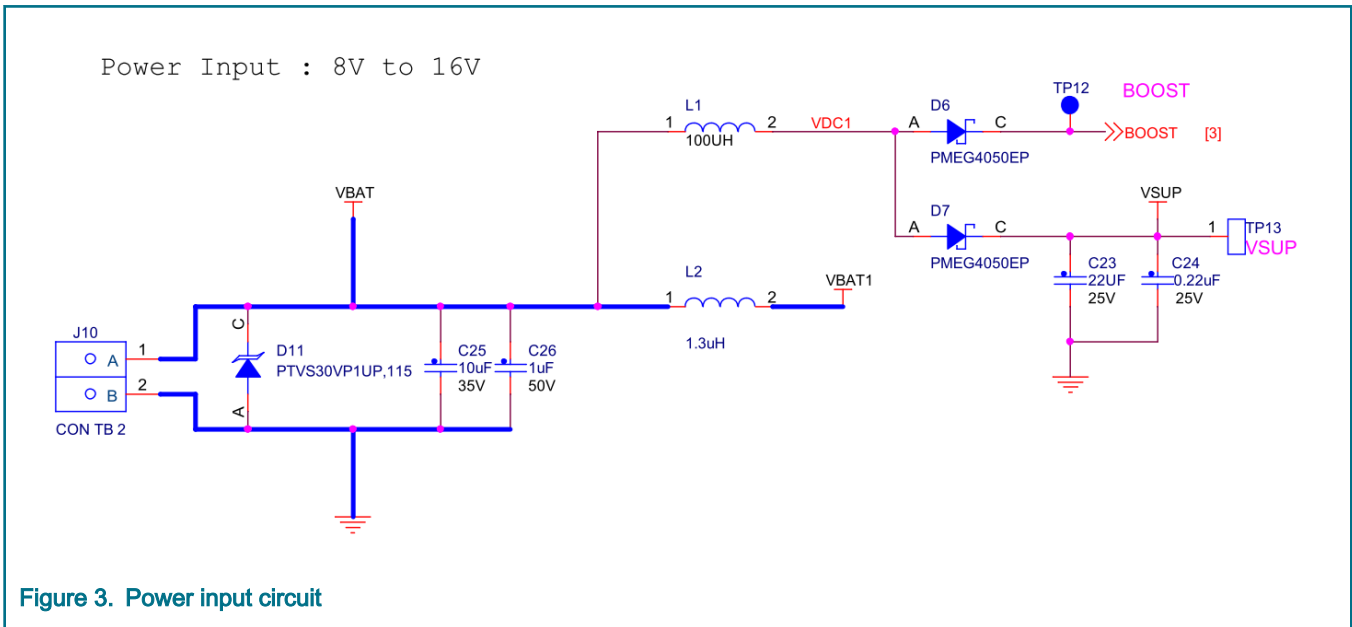 Power Input : 8V to 16V
TP12
BOOST
L1
D6
1
2
VDC1
A
C
BOOST
[3]
100UH
PMEG4050EP
VBAT
VSUP
D7
A
C
1
TP13
VSUP
L2
PMEG4050EP
C23
C24
VBAT1
22UF
0.22uF
1
2
25V
25V
J10
C
1.3uH
A
1
D11
C25
C26
PTVS30VP1UP,115
10uF
1uF
B
2
35V
50V
A
CON TB 2
Figure 3. Power input circuit